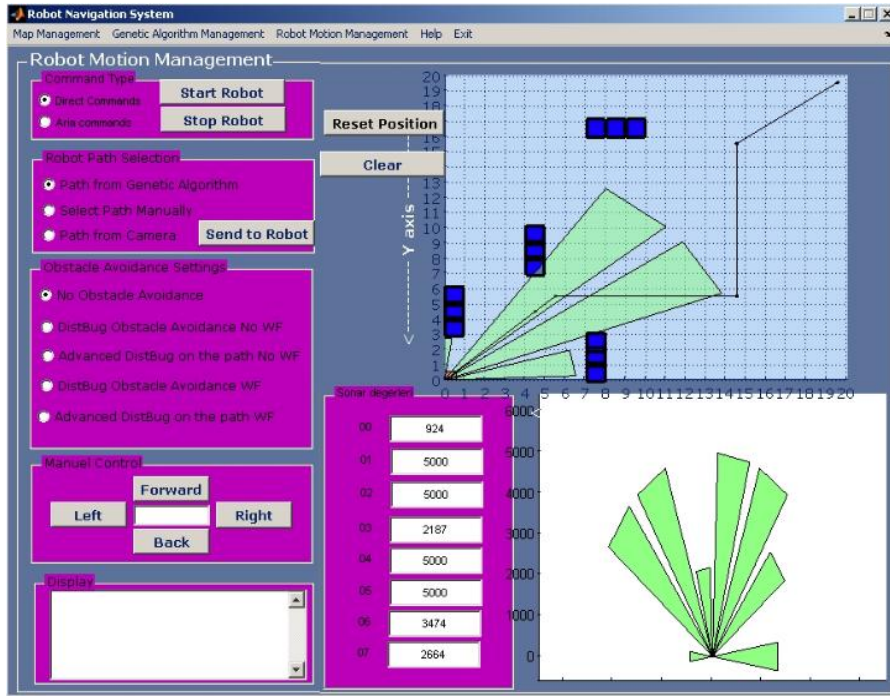 Robot Navigation System
Map Management Genetic Algorithm Management Robot Motion Management Help Exit
Robot Motion Management
Command Type
Direct Commands
Aria commands
Start Robot
Stop Robot
Robot Path Selection
Path from Genetic Algorithm
Select Path Manually
Path from Camera
Send to Robot
Obstacle Avoidance Settings
No Obstacle Avoidance
DistBug Obstacle Avoidance No WF
Advanced DistBug on the path No WF
DistBug Obstacle Avoidance WF
Advanced DistBug on the path WF
Manuel Control
Forward
Left
Right
Back
Display
Reset Position
Clear
<------ Y axis ------>
20
19
18
17
16
15
13
12
11
10
9
8
7
6
5
4
3
2
1
0
0 1 2 3 4 5 6 7 8 9 10 11 12 13 14 15 16 17 18 19 20
Sonar degerleri
00 924
01 5000
02 5000
03 2187
04 5000
05 5000
06 3474
07 2664
6000
5000
4000
3000
2000
1000
0